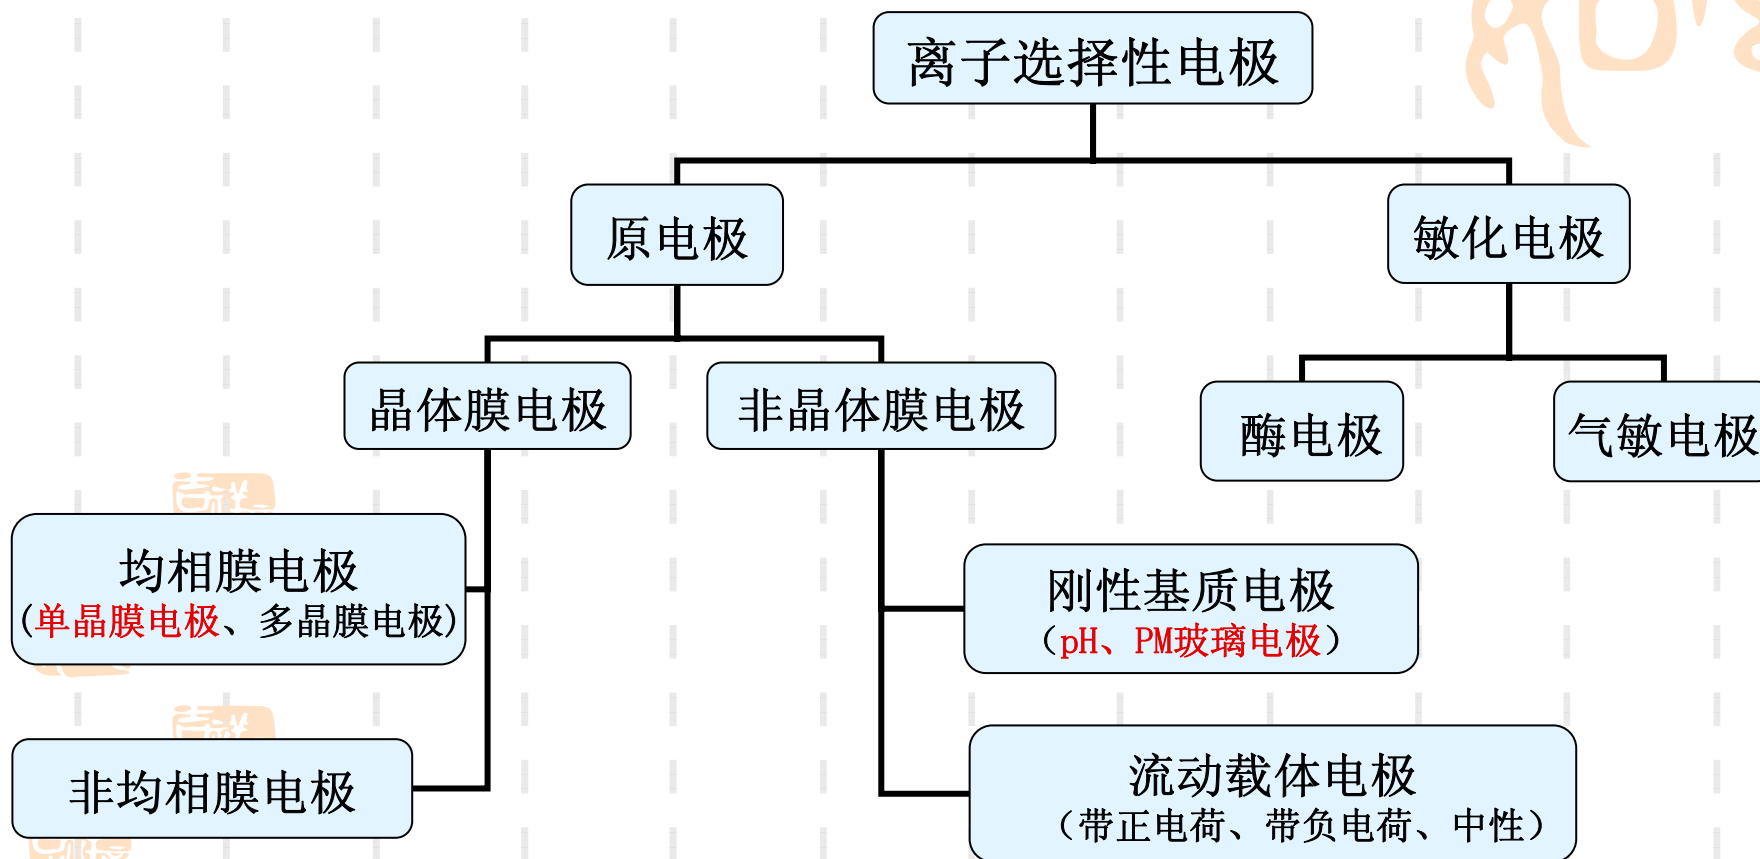 离子选择性电极
原电极
敏化电极
晶体膜电极
非晶体膜电极
酶电极
气敏电极
均相膜电极
(单晶膜电极、多晶膜电极)
刚性基质电极
（pH、PM玻璃电极）
非均相膜电极
流动载体电极
（带正电荷、带负电荷、中性）